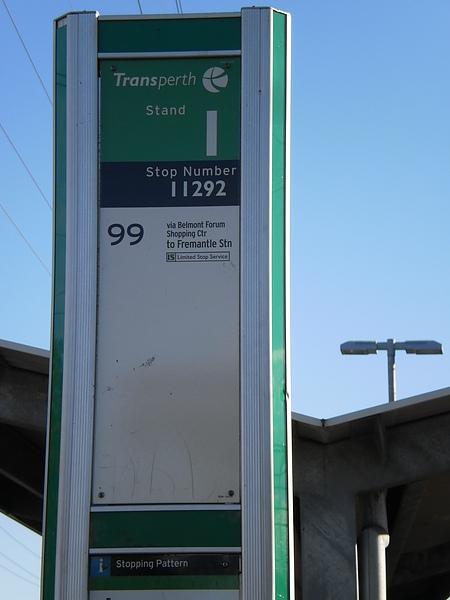 Transperth
Stand
1
Stop Number
11292
99
via Belmont Forum
Shopping Ctr
to Fremantle Stn
LS Limited Stop Service
i Stopping Pattern